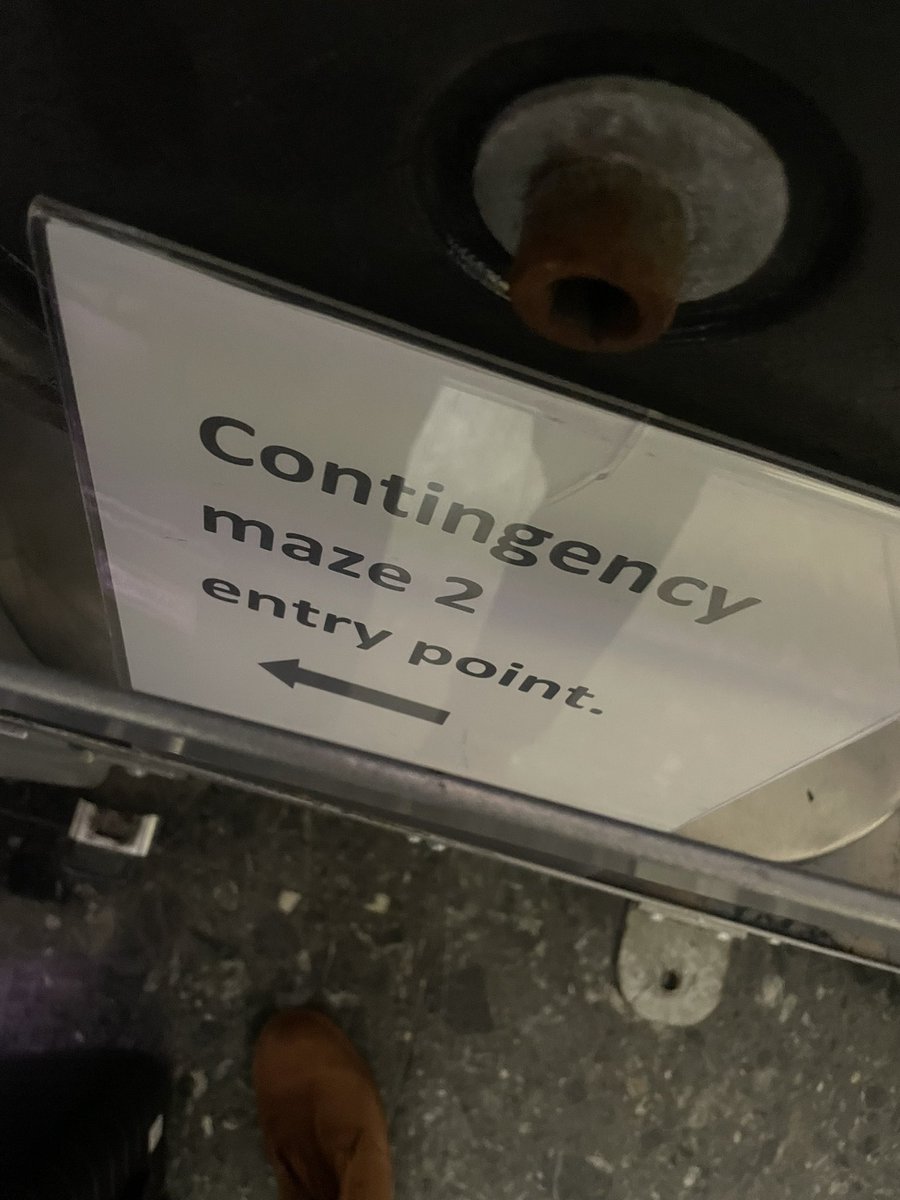 Contingency
maze 2
entry point.